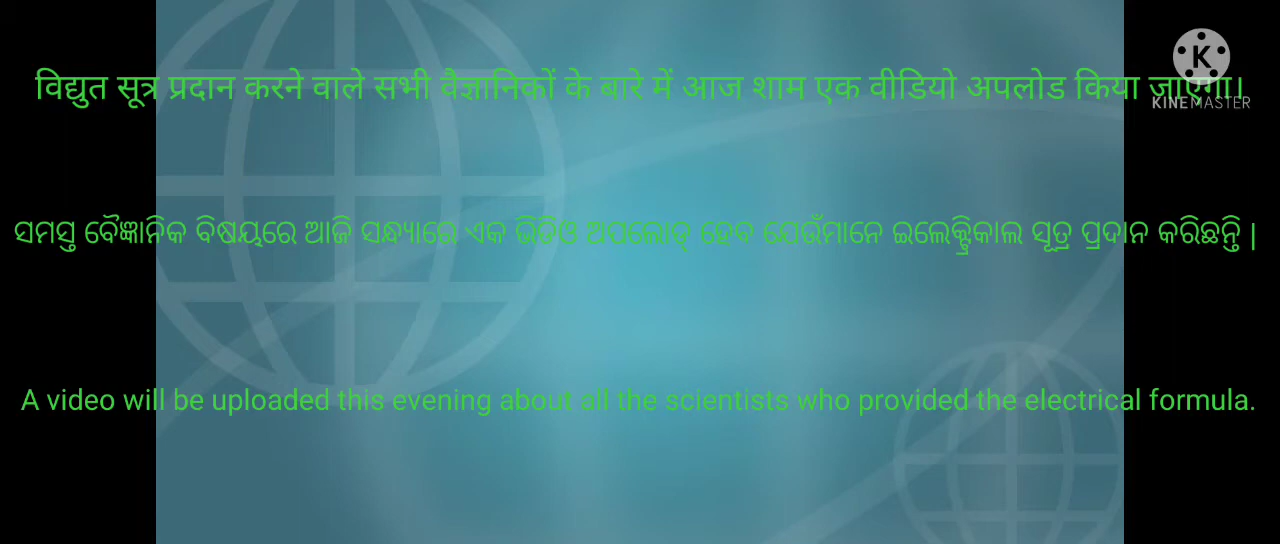 विद्युत सूत्र प्रदान करने वाले सभी वैज्ञानिकों के बारे में आज शाम एक वीडियो अपलोड किया जाएगा।
K
KINEMASTER
ସମସ୍ତ ବୈଜ୍ଞାନିକ ବିଷୟରେ ଆଜି ସନ୍ଧ୍ୟାରେ ଏକ ଭିଡିଓ ଅପଲୋଡ୍ ହେବ ଯେଉଁମାନେ ଇଲେକ୍ଟ୍ରିକାଲ ସୂତ୍ର ପ୍ରଦାନ କରିଛନ୍ତି |
A video will be uploaded this evening about all the scientists who provided the electrical formula.